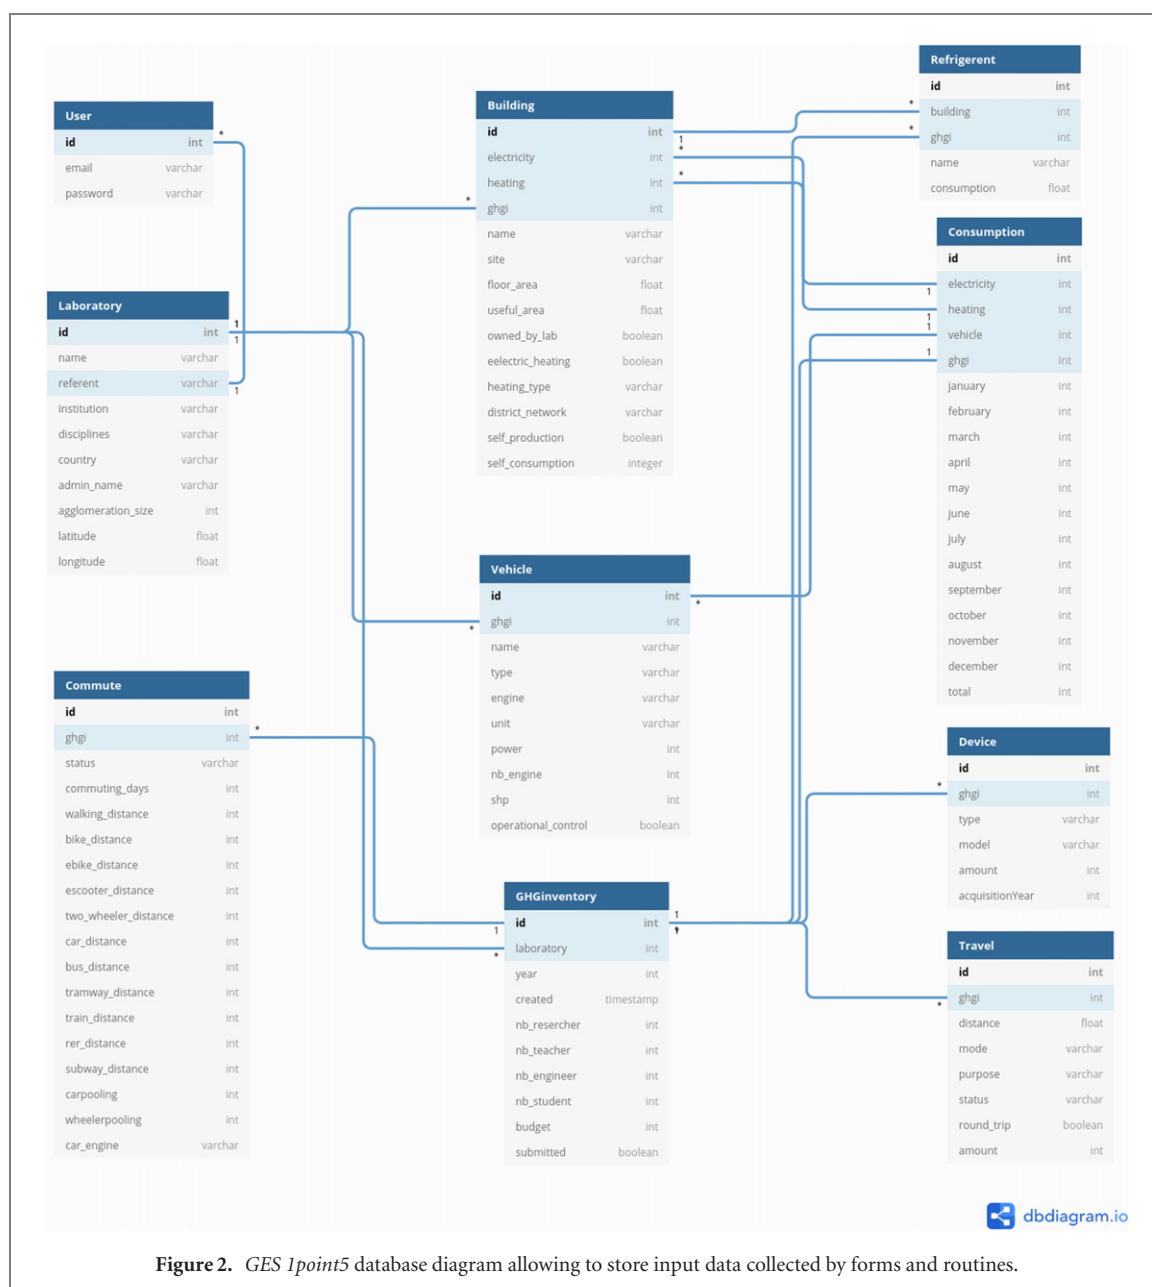 User
id int
email varchar
password varchar
*
Laboratory
id int
name varchar
referent varchar
institution varchar
disciplines varchar
country varchar
admin_name varchar
agglomeration_size int
latitude float
longitude float
1
1
1
Commute
id int
ghgi int
status varchar
commuting_days int
walking_distance int
bike_distance int
ebike_distance int
escooter_distance int
two_wheeler_distance int
car_distance int
bus_distance int
tramway_distance int
train_distance int
rer_distance int
subway_distance int
carpooling int
wheelerpooling int
car_engine varchar
*
Building
id int
electricity int
heating int
ghgi int
name varchar
site varchar
floor_area float
useful_area float
owned_by_lab boolean
eelectric_heating boolean
heating_type varchar
district_network varchar
self_production boolean
self_consumption integer
1
*
*
*
Vehicle
id int
ghgi int
name varchar
type varchar
engine varchar
unit varchar
power int
nb_engine int
shp int
operational_control boolean
*
*
GHGinventory
id int
laboratory int
year int
created timestamp
nb_resercher int
nb_teacher int
nb_engineer int
nb_student int
budget int
submitted boolean
1
*
1
Refrigerent
id int
building int
ghgi int
name varchar
consumption float
*
*
Consumption
id int
electricity int
heating int
vehicle int
ghgi int
january int
february int
march int
april int
may int
june int
july int
august int
september int
october int
november int
december int
total int
1
1
1
1
Device
id int
ghgi int
type varchar
model varchar
amount int
acquisitionYear int
*
Travel
id int
ghgi int
distance float
mode varchar
purpose varchar
status varchar
round_trip boolean
amount int
*
dbdiagram.io
Figure 2. GES 1point5 database diagram allowing to store input data collected by forms and routines.